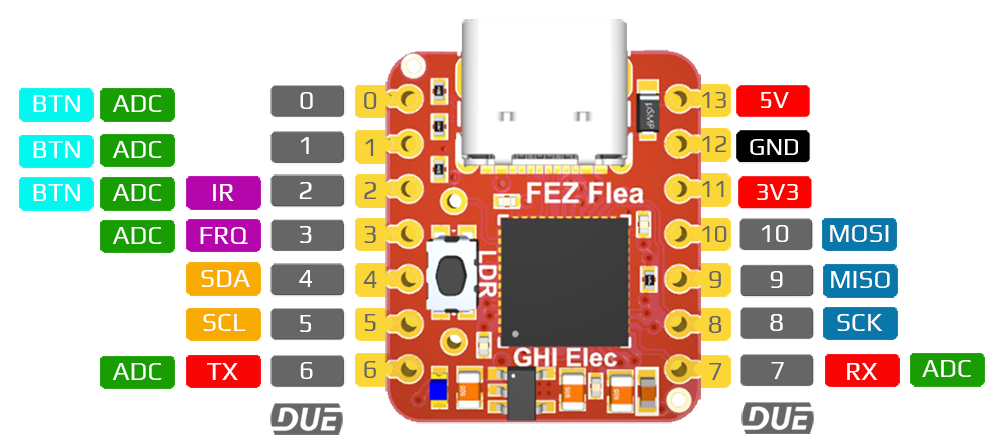 BTN ADC 0 0 13 5V
BTN ADC 1 1 12 GND
BTN ADC IR 2 2 FEZ Flea 11 3V3
ADC FRQ 3 3 10 10 MOSI
SDA 4 4 LDR 9 9 MISO
SCL 5 5 8 8 SCK
ADC TX 6 6 GHI Elec 7 7 RX ADC
DUE DUE